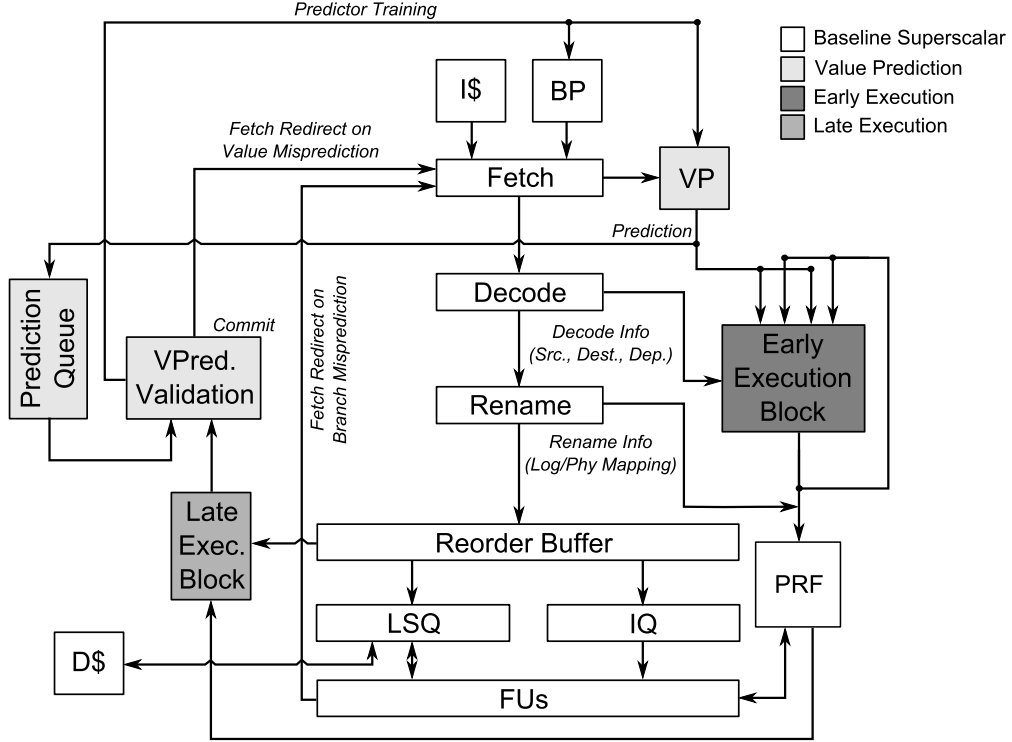 Predictor Training
Baseline Superscalar
Value Prediction
Early Execution
Late Execution
I$
BP
Fetch Redirect on
Value Misprediction
Fetch
VP
Prediction
Prediction
Queue
Decode
Fetch Redirect on
Branch Misprediction
Commit
VPred.
Validation
Decode Info
(Src., Dest., Dep.)
Early
Execution
Block
Rename
Rename Info
(Log/Phy Mapping)
Late
Exec.
Block
Reorder Buffer
PRF
LSQ
IQ
D$
FUs